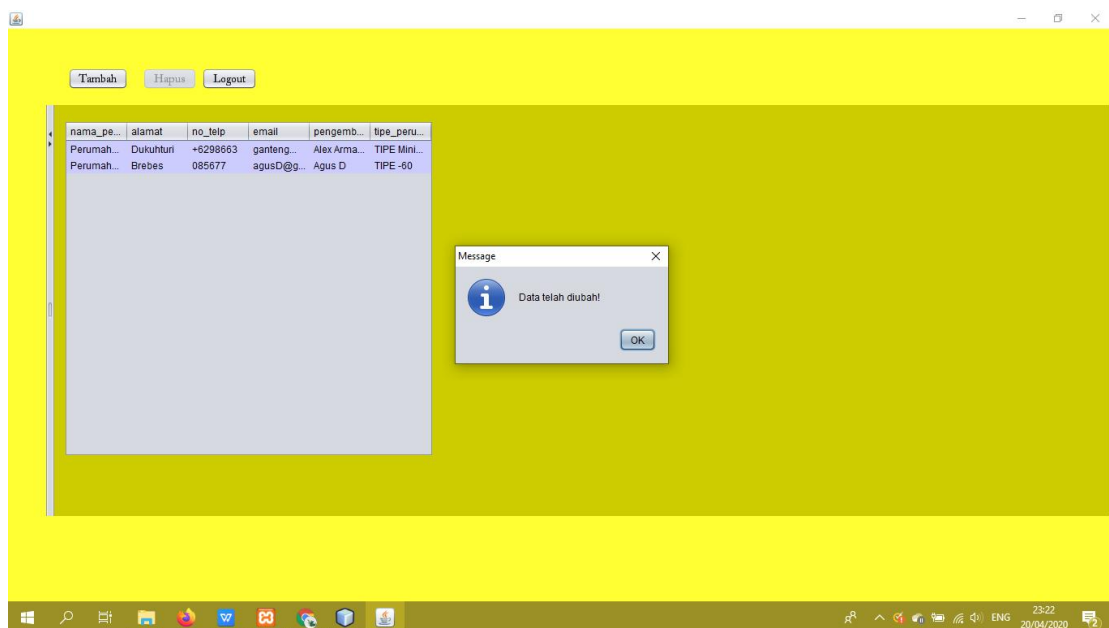 Tambah Hapus Logout
nama_pe... alamat no_telp email pengemb... tipe_peru...
Perumah... Dukuhturi +6298663 ganteng... Alex Arma... TIPE Mini...
Perumah... Brebes 085677 agusD@g... Agus D TIPE -60
Message
Data telah diubah!
OK
ENG
23:22
20/04/2020